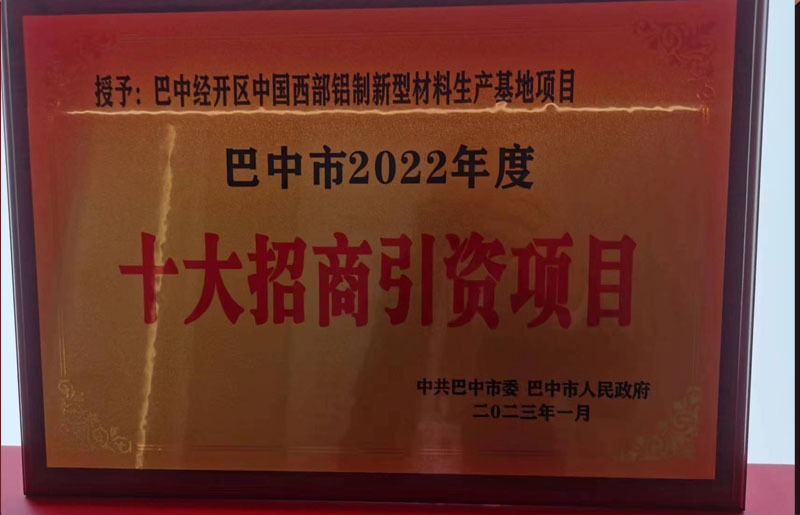 授予：巴中经开区中国西部铝制新型材料生产基地项目
巴中市2022年度
十大招商引资项目
中共巴中市委 巴中市人民政府
二〇二三年一月